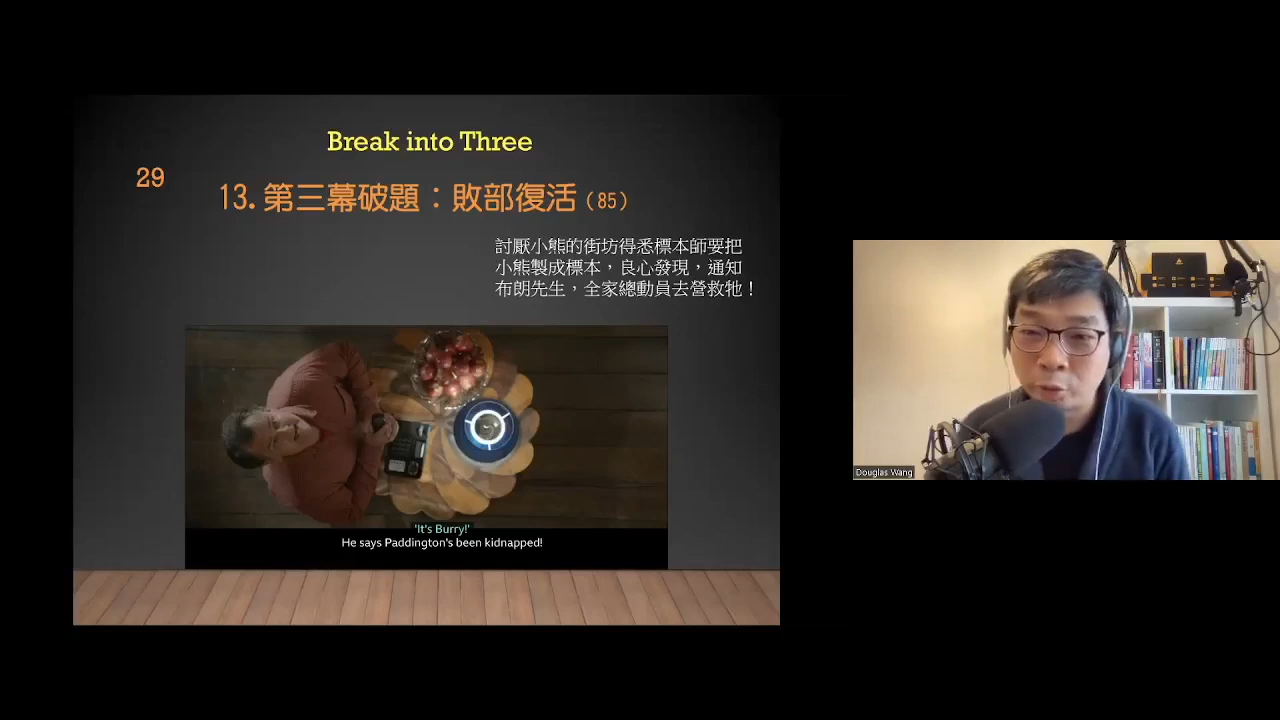 Break into Three
29
13.第三幕破題：敗部復活（85）
討厭小熊的街坊得悉標本師要把
小熊製成標本，良心發現，通知
布朗先生，全家總動員去營救牠！
'It's Burry!'
He says Paddington's been kidnapped!
Douglas Wang